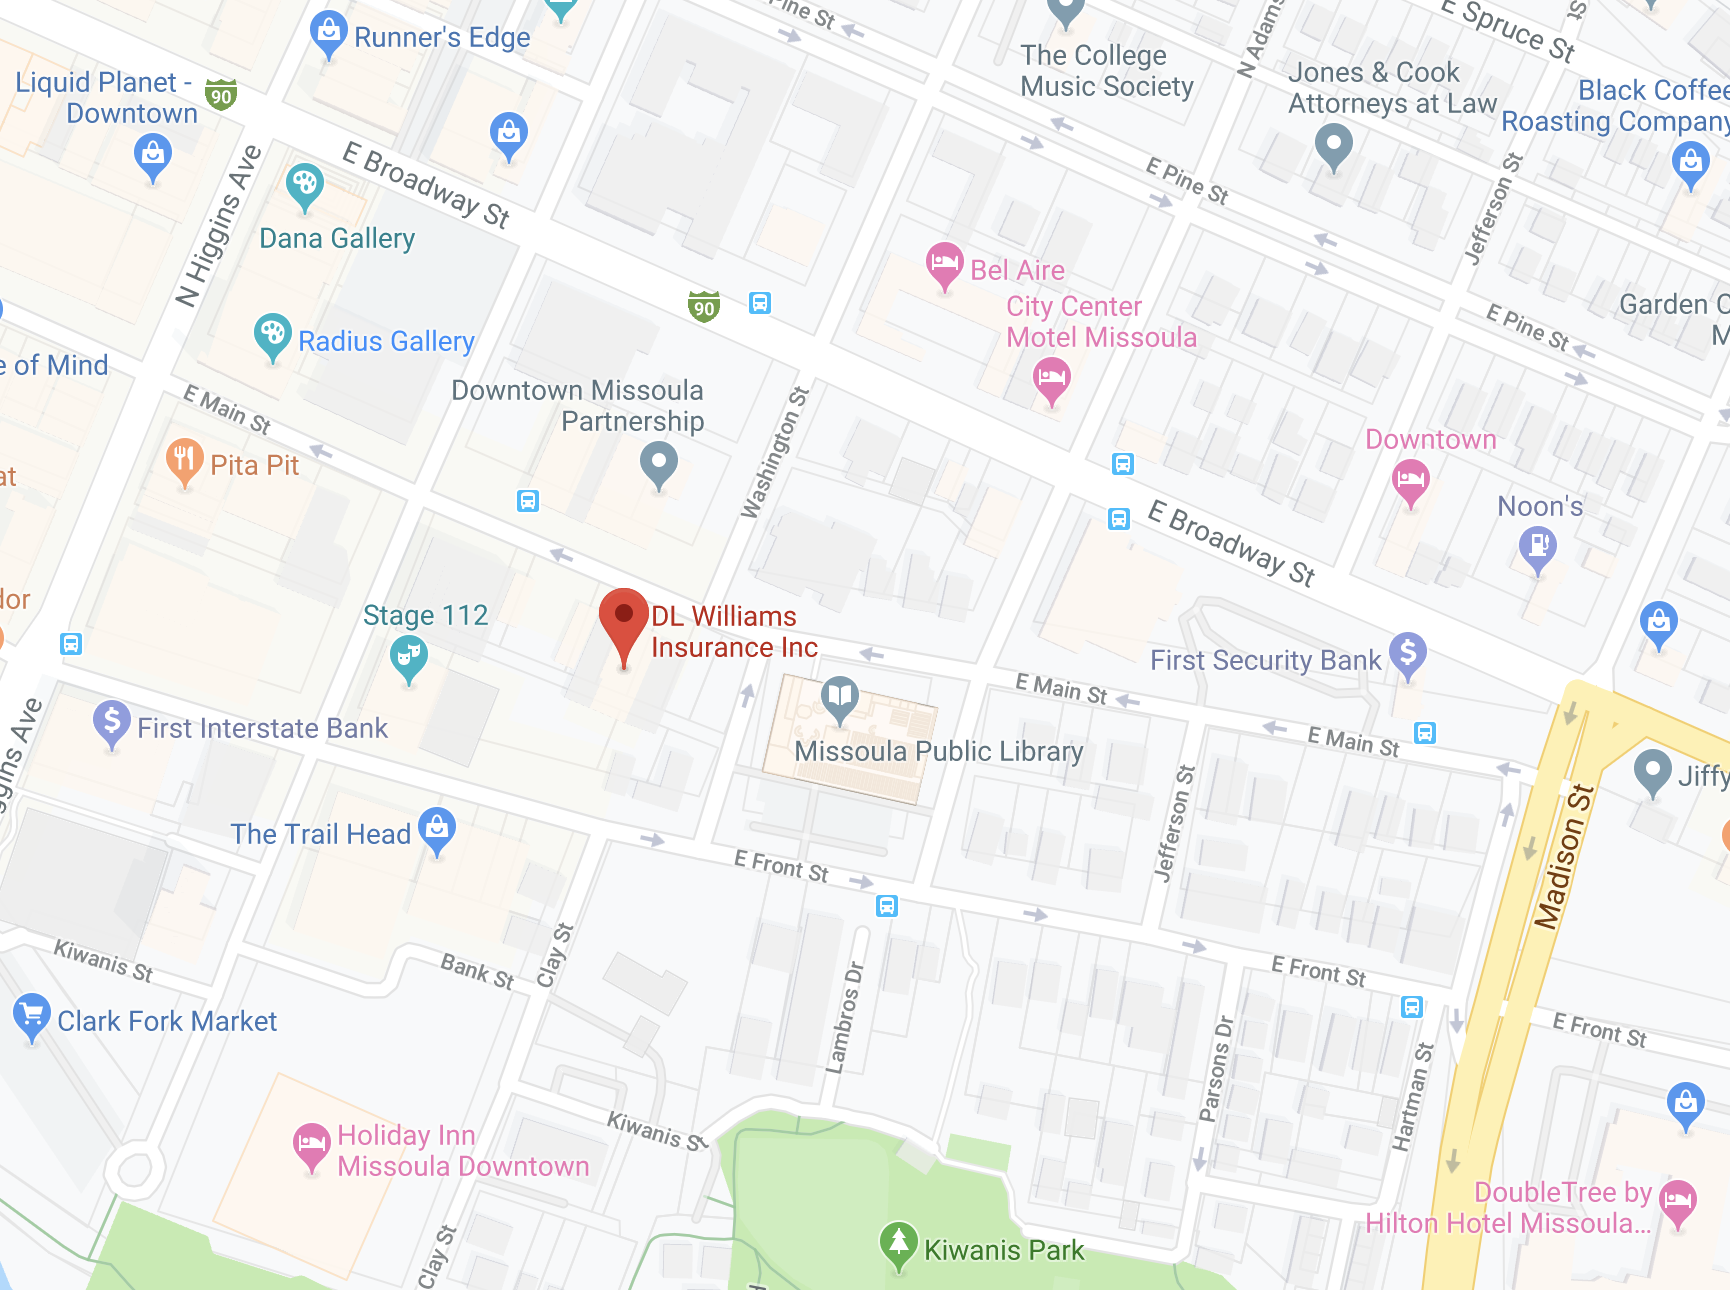 Pine St
E Spruce St
St
Runner's Edge
The College
Music Society
N Adams
Jones & Cook
Attorneys at Law
Black Coffee
Roasting Company
Liquid Planet -
Downtown
90
N Higgins Ave
E Broadway St
E Pine St
Jefferson St
Dana Gallery
Bel Aire
City Center
Motel Missoula
90
Garden C
M
E Pine St
Radius Gallery
e of Mind
E Main St
Downtown Missoula
Partnership
Washington St
Downtown
Pita Pit
at
Noon's
E Broadway St
dor
Stage 112
DL Williams
Insurance Inc
First Security Bank
E Main St
E Main St
First Interstate Bank
ggins Ave
Missoula Public Library
Jefferson St
Madison St
Jiffy
The Trail Head
E Front St
Kiwanis St
Bank St
Clay St
E Front St
Lambros Dr
Parsons Dr
Hartman St
E Front St
Clark Fork Market
Kiwanis St
Holiday Inn
Missoula Downtown
DoubleTree by
Hilton Hotel Missoula...
Kiwanis Park
Clay St